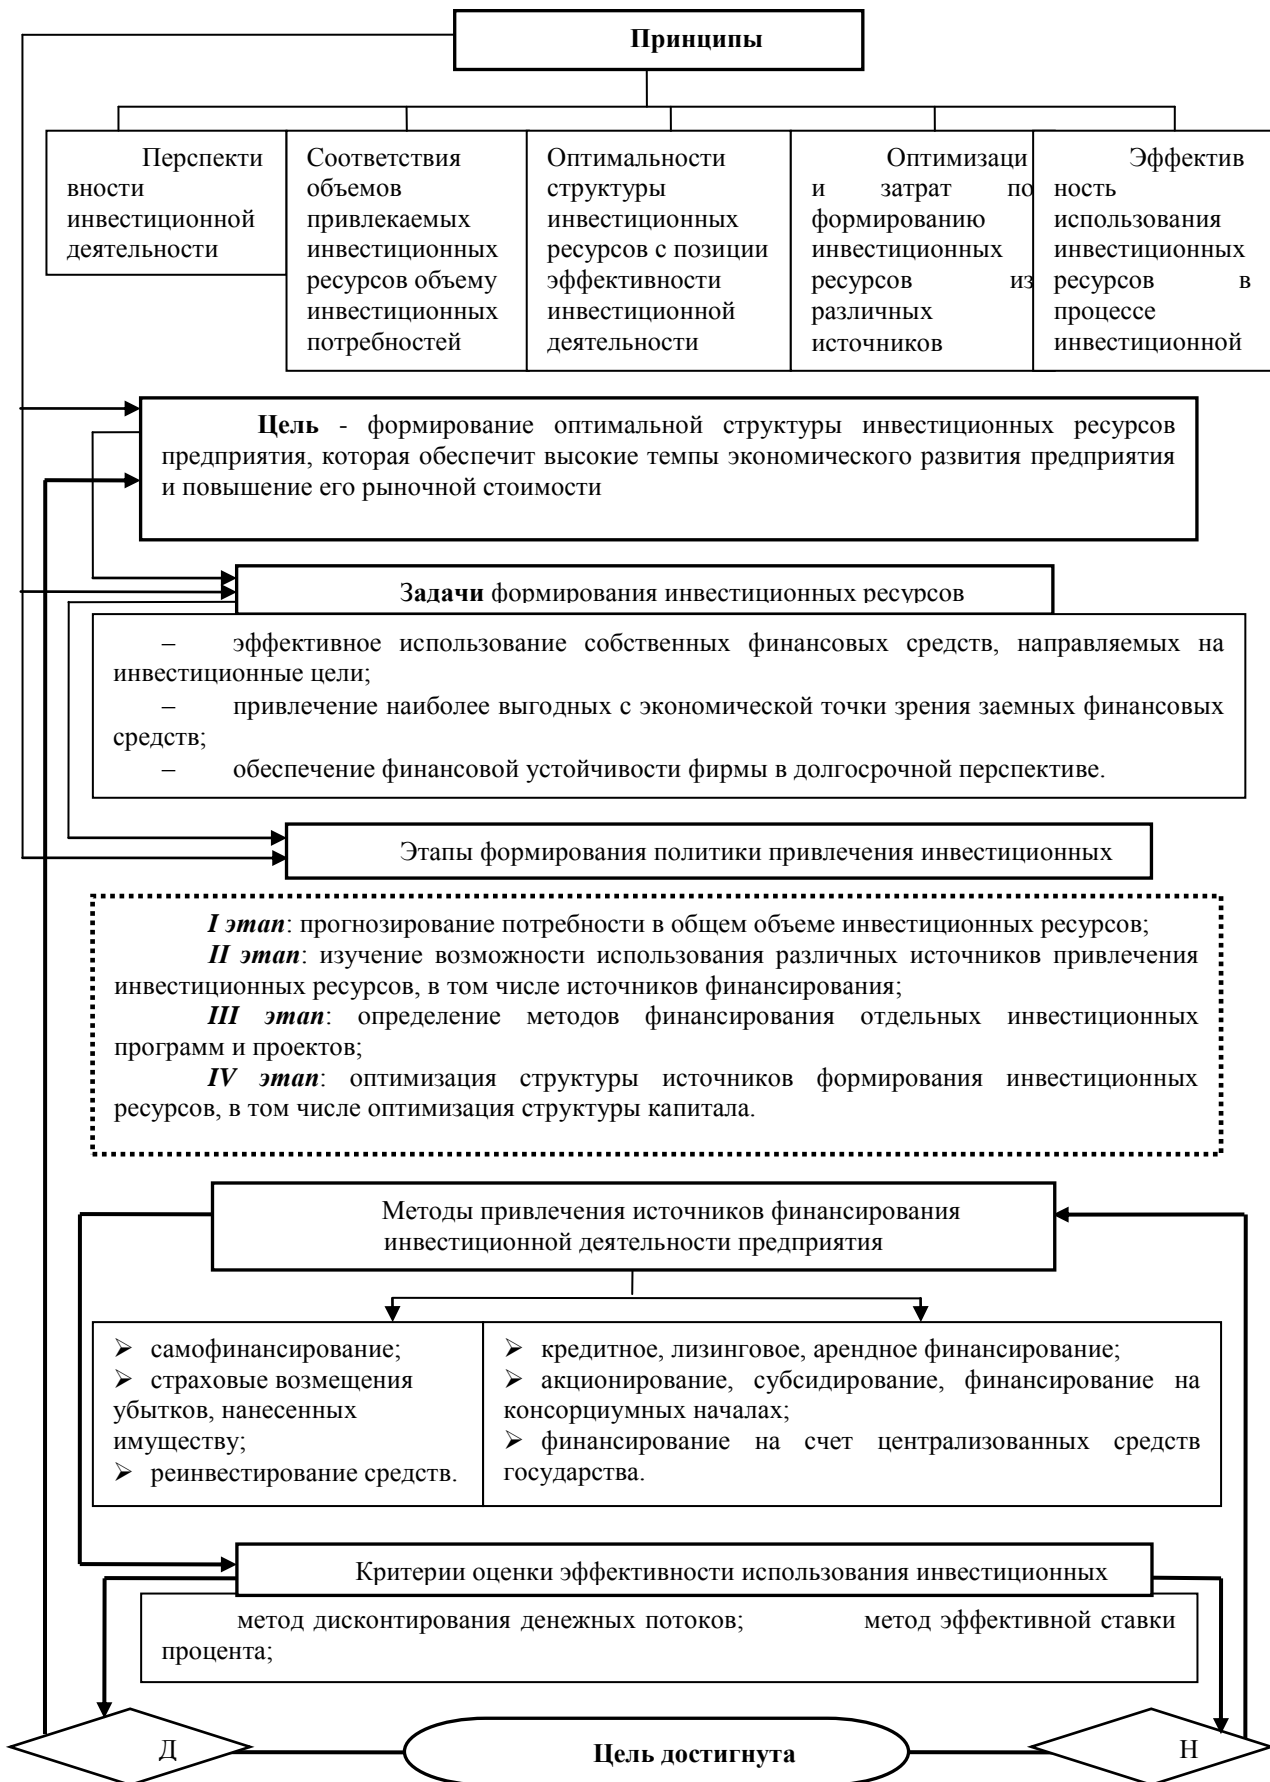 Принципы
Перспекти
вности
инвестиционной
деятельности
Соответствия
объемов
привлекаемых
инвестиционных
ресурсов объему
инвестиционных
потребностей
Оптимальности
структуры
инвестиционных
ресурсов с позиции
эффективности
инвестиционной
деятельности
Оптимизаци
и затрат по
формированию
инвестиционных
ресурсов из
различных
источников
Эффектив
ность
использования
инвестиционных
ресурсов в
процессе
инвестиционной
Цель - формирование оптимальной структуры инвестиционных ресурсов
предприятия, которая обеспечит высокие темпы экономического развития предприятия
и повышение его рыночной стоимости
Задачи формирования инвестиционных ресурсов
– эффективное использование собственных финансовых средств, направляемых на
инвестиционные цели;
– привлечение наиболее выгодных с экономической точки зрения заемных финансовых
средств;
– обеспечение финансовой устойчивости фирмы в долгосрочной перспективе.
Этапы формирования политики привлечения инвестиционных
I этап: прогнозирование потребности в общем объеме инвестиционных ресурсов;
II этап: изучение возможности использования различных источников привлечения
инвестиционных ресурсов, в том числе источников финансирования;
III этап: определение методов финансирования отдельных инвестиционных
программ и проектов;
IV этап: оптимизация структуры источников формирования инвестиционных
ресурсов, в том числе оптимизация структуры капитала.
Методы привлечения источников финансирования
инвестиционной деятельности предприятия
➢ самофинансирование;
➢ страховые возмещения
убытков, нанесенных
имуществу;
➢ реинвестирование средств.
➢ кредитное, лизинговое, арендное финансирование;
➢ акционирование, субсидирование, финансирование на
консорциумных началах;
➢ финансирование на счет централизованных средств
государства.
Критерии оценки эффективности использования инвестиционных
метод дисконтирования денежных потоков; метод эффективной ставки
процента;
Д
Цель достигнута
Н